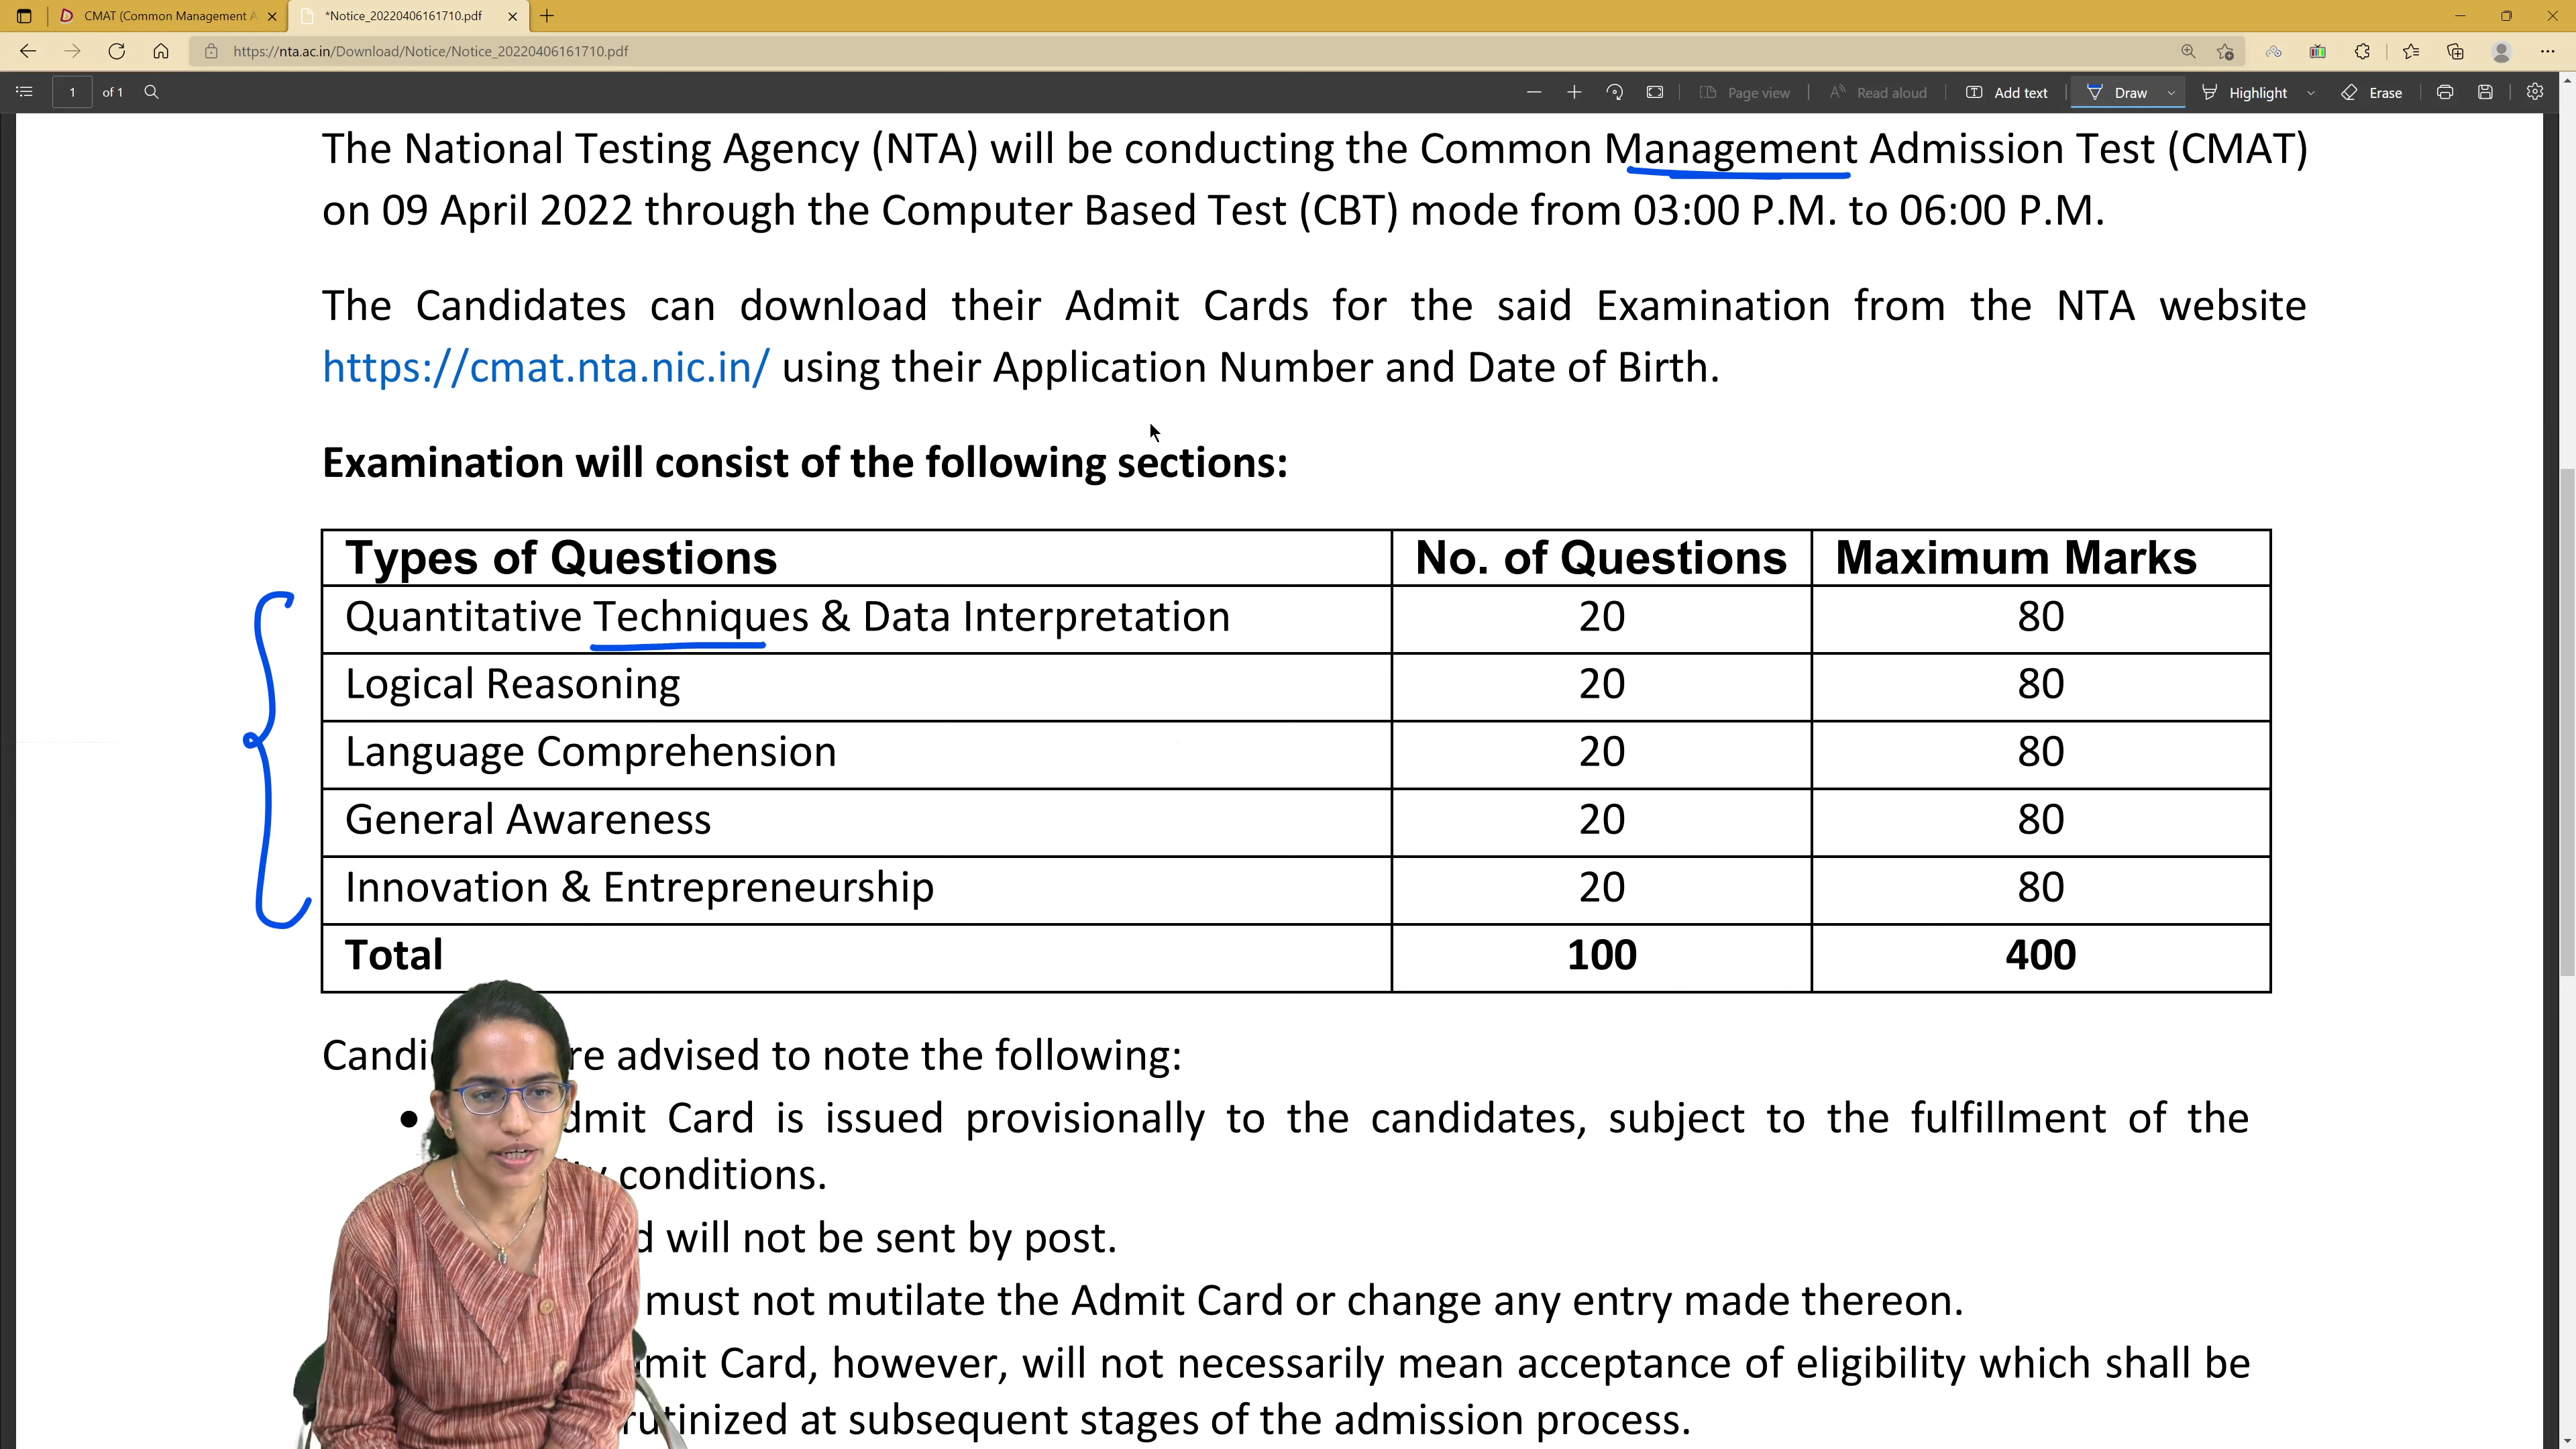 CMAT (Common Management A
*Notice_20220406161710.pdf
https://nta.ac.in/Download/Notice/Notice_20220406161710.pdf
1 of 1 Page view Read aloud Add text Draw Highlight Erase
The National Testing Agency (NTA) will be conducting the Common Management Admission Test (CMAT)
on 09 April 2022 through the Computer Based Test (CBT) mode from 03:00 P.M. to 06:00 P.M.
The Candidates can download their Admit Cards for the said Examination from the NTA website
https://cmat.nta.nic.in/ using their Application Number and Date of Birth.
Examination will consist of the following sections:
Types of Questions No. of Questions Maximum Marks
Quantitative Techniques & Data Interpretation 20 80
Logical Reasoning 20 80
Language Comprehension 20 80
General Awareness 20 80
Innovation & Entrepreneurship 20 80
Total 100 400
advised to note the following:
Card is issued provisionally to the candidates, subject to the fulfillment of the
conditions.
will not be sent by post.
must not mutilate the Admit Card or change any entry made thereon.
Card, however, will not necessarily mean acceptance of eligibility which shall be
at subsequent stages of the admission process.